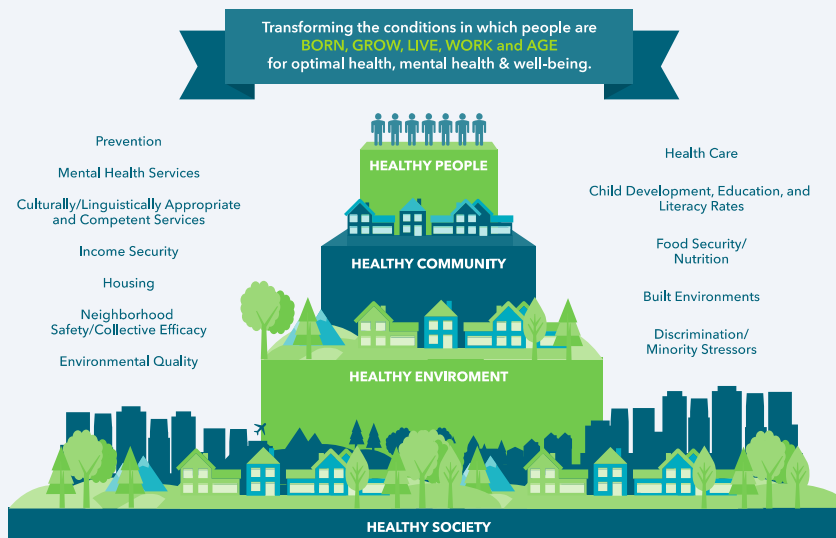 Transforming the conditions in which people are
BORN, GROW, LIVE, WORK and AGE
for optimal health, mental health & well-being.
Prevention
Mental Health Services
Culturally/Linguistically Appropriate
and Competent Services
Income Security
Housing
Neighborhood
Safety/Collective Efficacy
Environmental Quality
HEALTHY PEOPLE
HEALTHY COMMUNITY
HEALTHY ENVIROMENT
HEALTHY SOCIETY
Health Care
Child Development, Education, and
Literacy Rates
Food Security/
Nutrition
Built Environments
Discrimination/
Minority Stressors